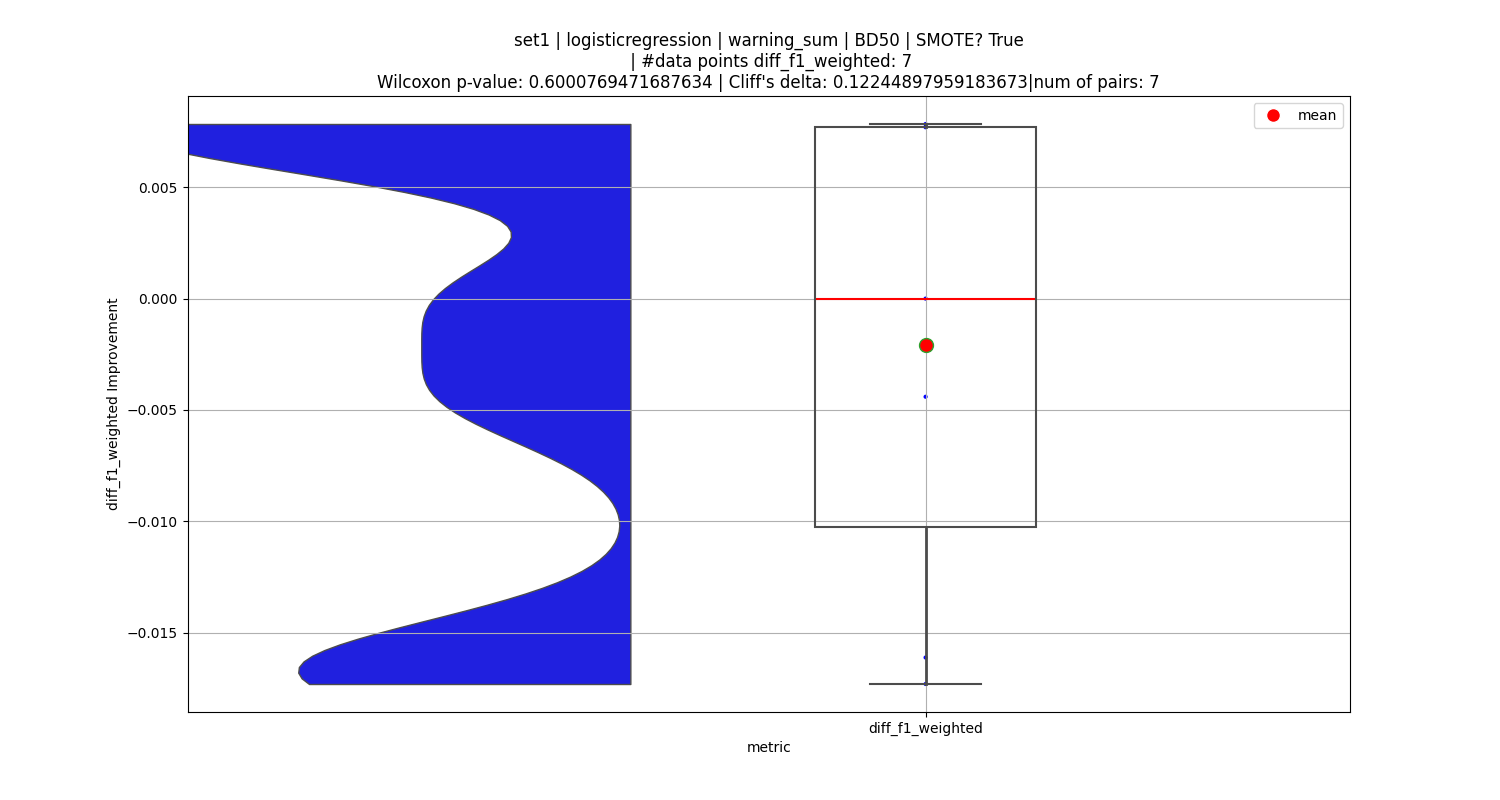 set1 | logisticregression | warning_sum | BD50 | SMOTE? True
| #data points diff_f1_weighted: 7
Wilcoxon p-value: 0.6000769471687634 | Cliff's delta: 0.12244897959183673|num of pairs: 7
mean
0.005
0.000
−0.005
−0.010
−0.015
diff_f1_weighted Improvement
diff_f1_weighted
metric